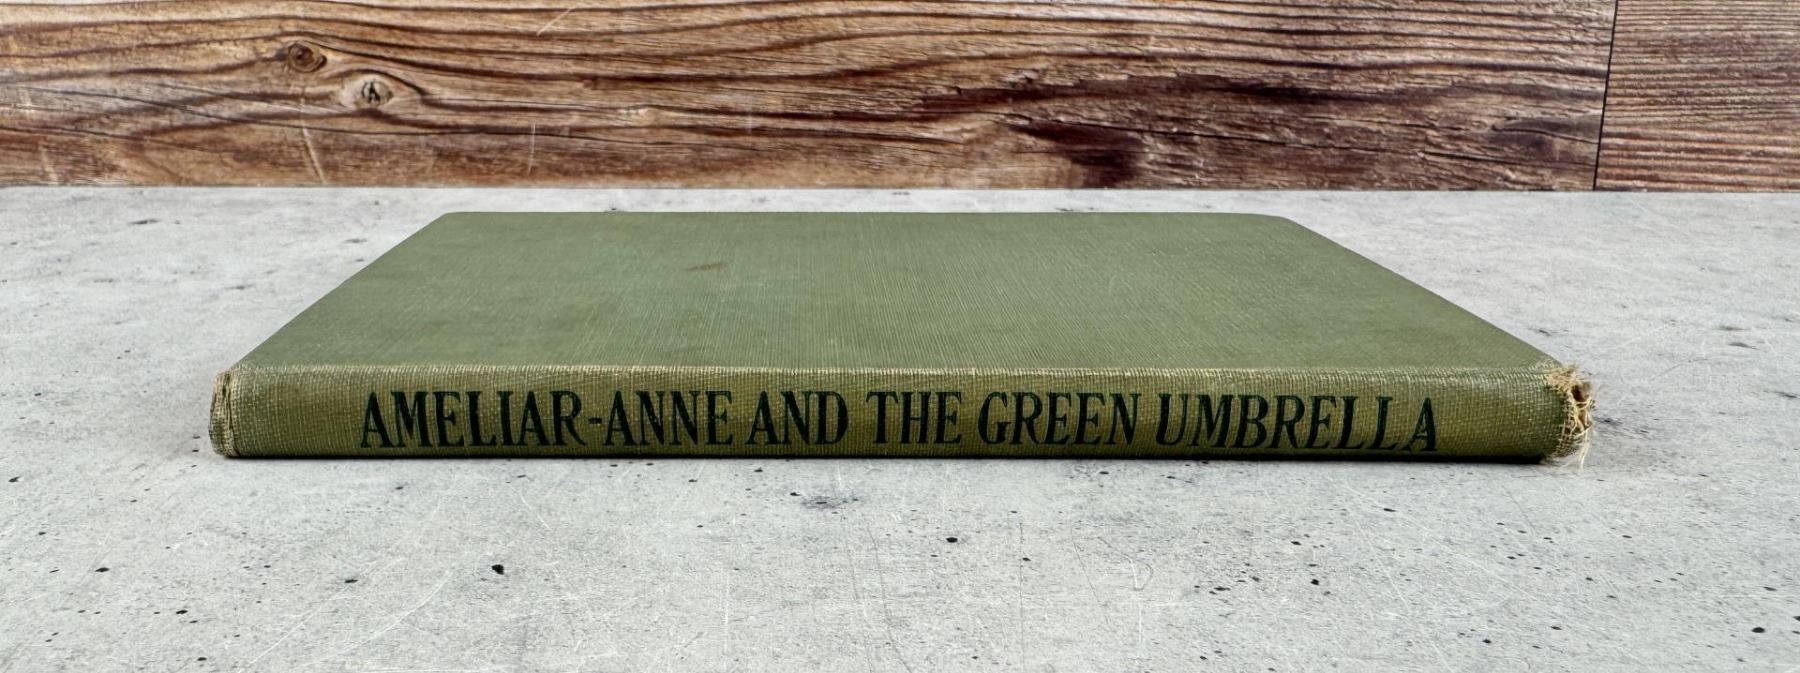 AMELIAR-ANNE AND THE GREEN UMBRELLA